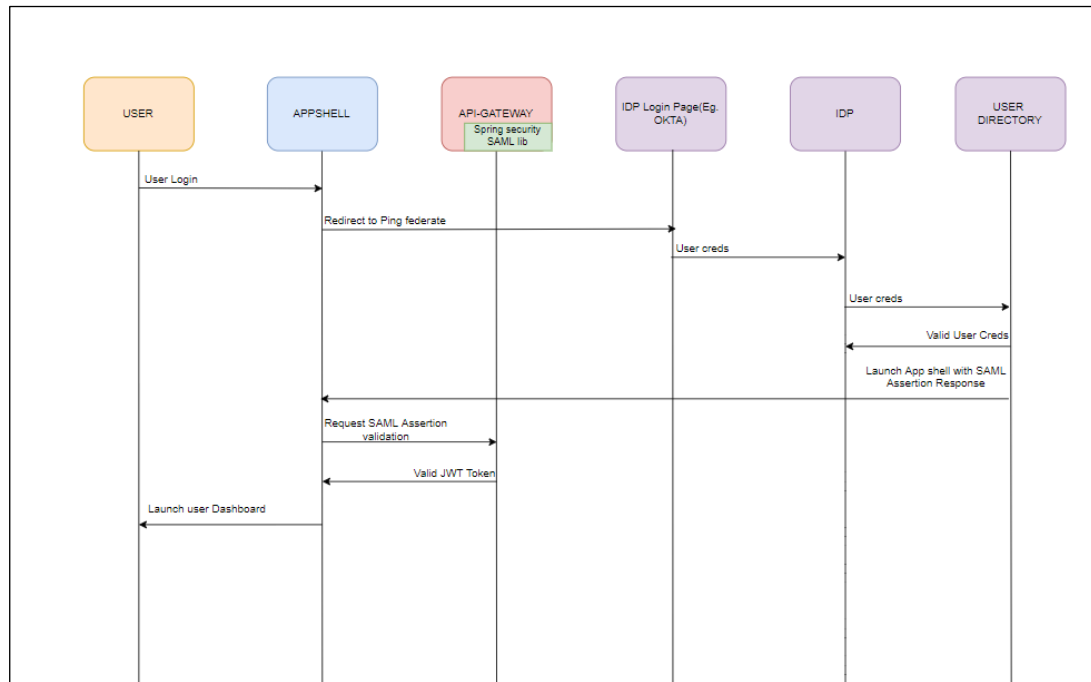 USER
APPSHELL
API-GATEWAY
Spring security
SAML lib
IDP Login Page(Eg.
OKTA)
IDP
USER
DIRECTORY
User Login
Redirect to Ping federate
User creds
User creds
Valid User Creds
Launch App shell with SAML
Assertion Response
Request SAML Assertion
validation
Valid JWT Token
Launch user Dashboard